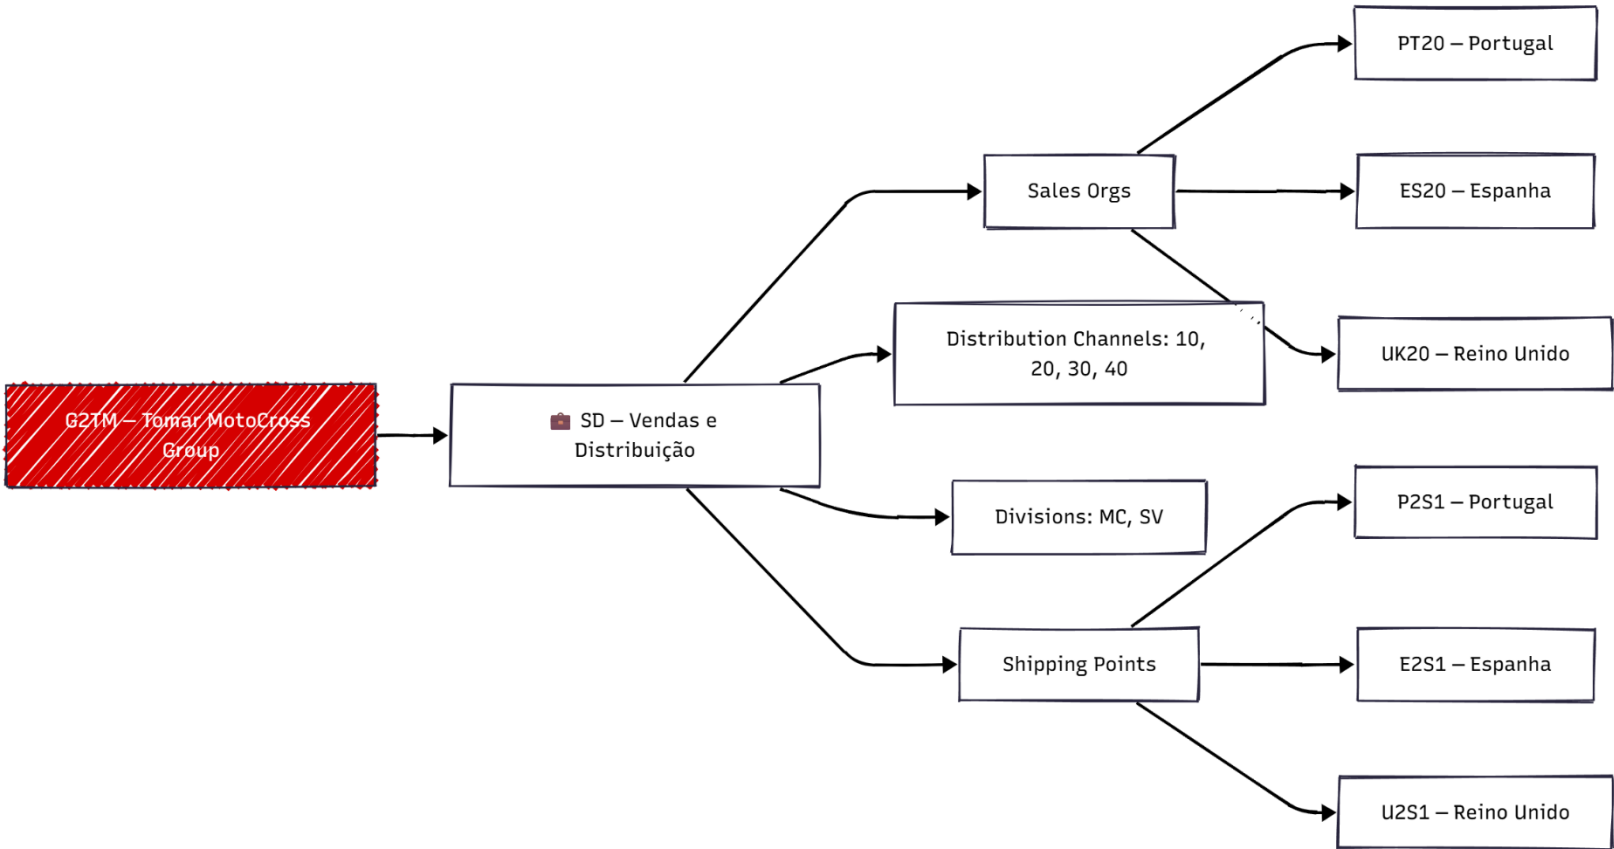 G2TM – Tomar MotoCross
Group
💼 SD – Vendas e
Distribuição
Sales Orgs
Distribution Channels: 10,
20, 30, 40
Divisions: MC, SV
Shipping Points
PT20 – Portugal
ES20 – Espanha
UK20 – Reino Unido
P2S1 – Portugal
E2S1 – Espanha
U2S1 – Reino Unido